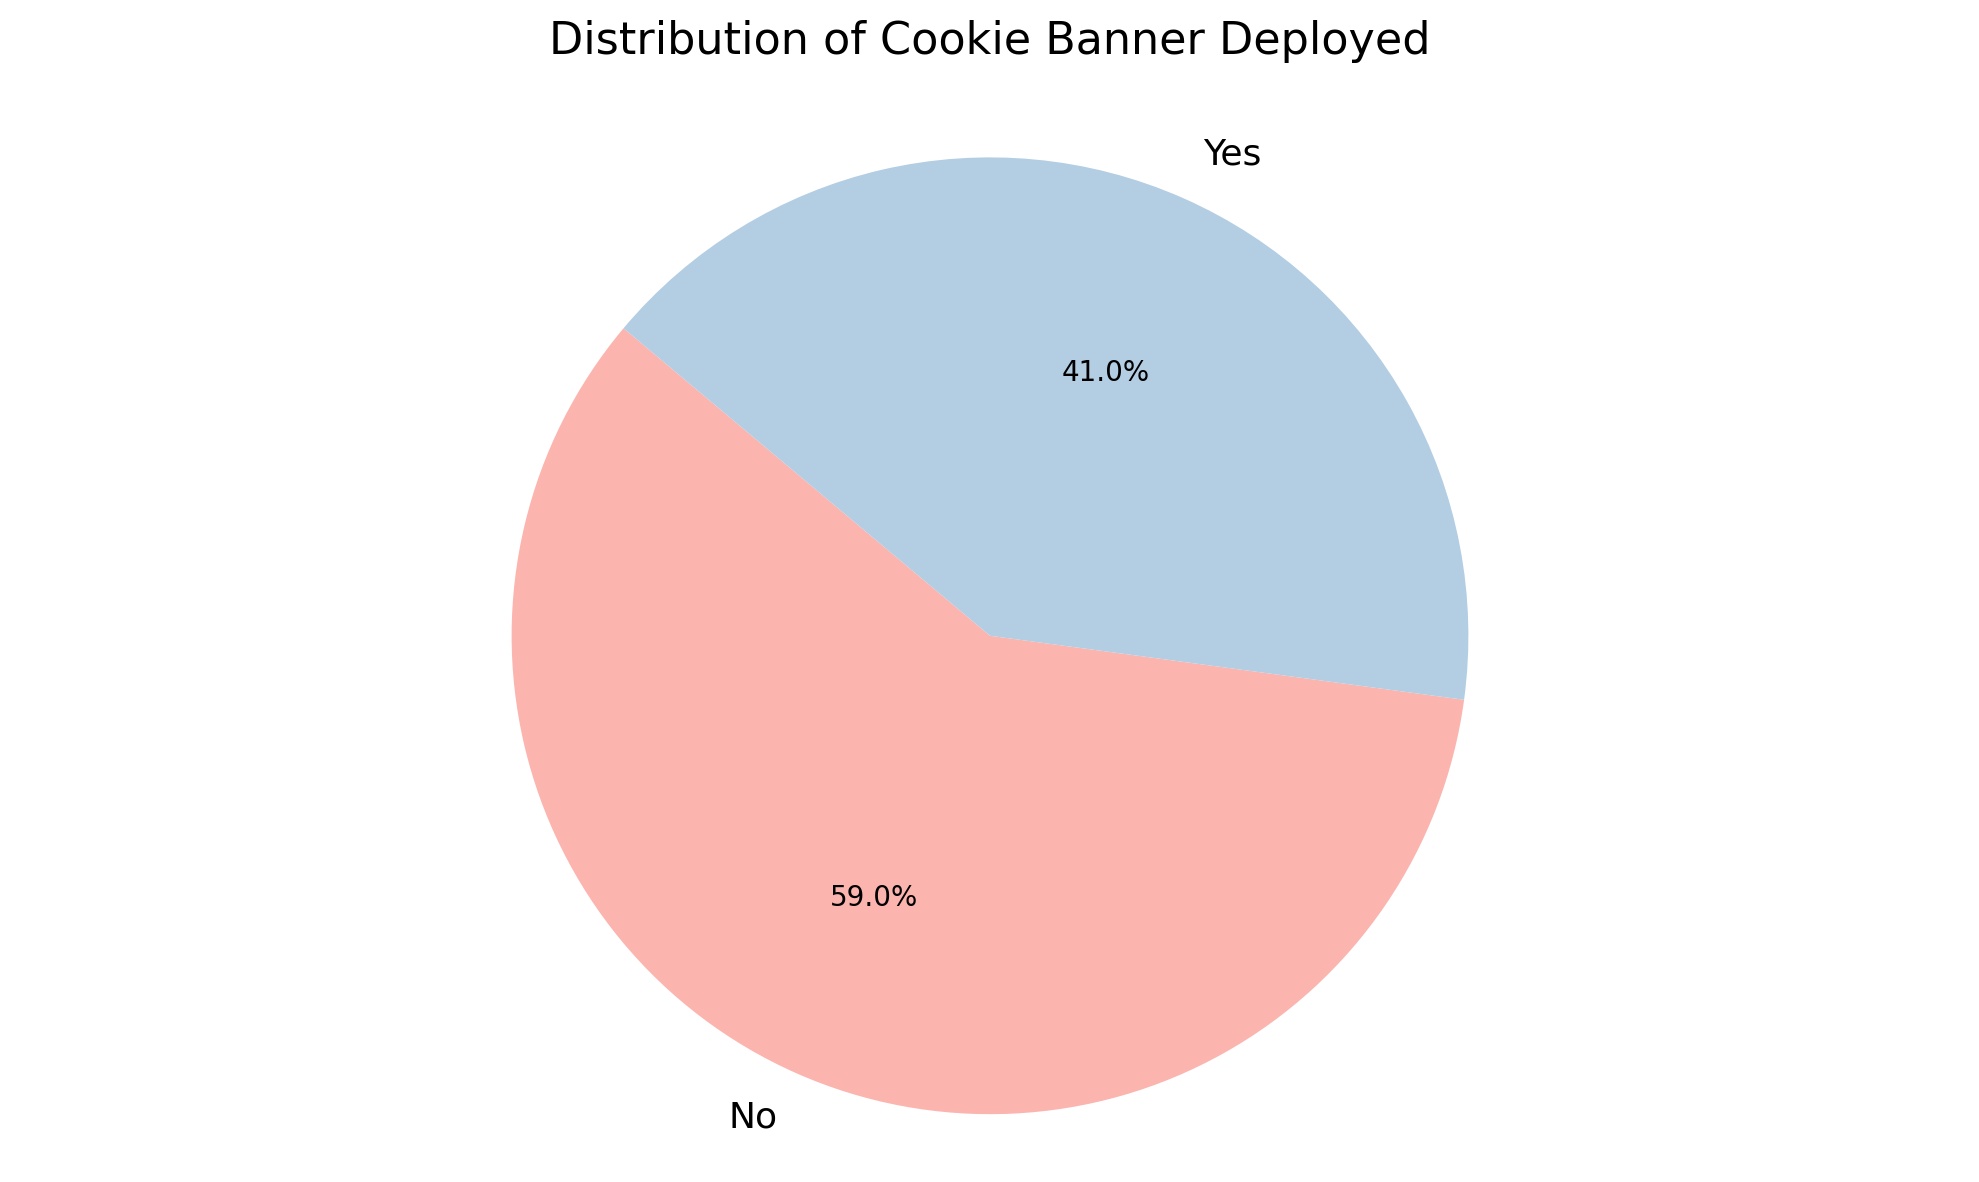 Distribution of Cookie Banner Deployed
Yes
41.0%
59.0%
No